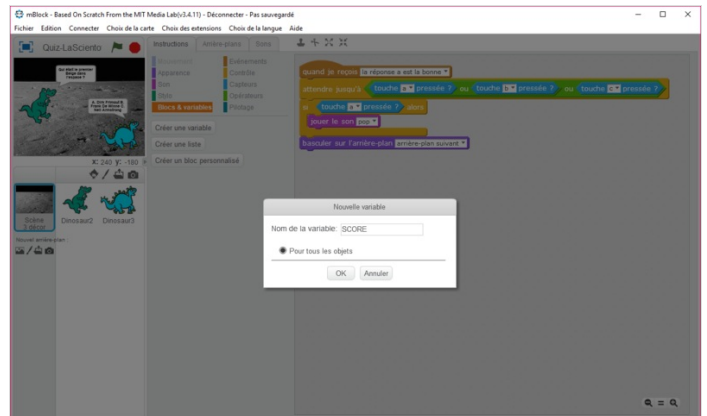 mBlock - Based On Scratch From the MIT Media Lab(v3.4.11) - Déconnecter - Pas sauvegardé
Fichier Edition Connecter Choix de la carte Choix des extensions Choix de la langue Aide
Quiz-LaSciento
Instructions Arrière-plans Sons
Mouvement Evénements
Apparence Contrôle
Son Capteurs
Stylo Opérateurs
Blocs & variables Pilotage
Créer une variable
Créer une liste
Créer un bloc personnalisé
quand je reçois la réponse a est la bonne
attendre jusqu'à touche a pressée ? ou touche b pressée ? ou touche c pressée ?
si touche a pressée ? alors
jouer le son pop
basculer sur l'arrière-plan arrière-plan suivant
X: 240 y: -180
Scène
3 décor
Dinosaur2
Dinosaur3
Nouvel arrière-plan
Nouvelle variable
Nom de la variable: SCORE
Pour tous les objets
OK Annuler